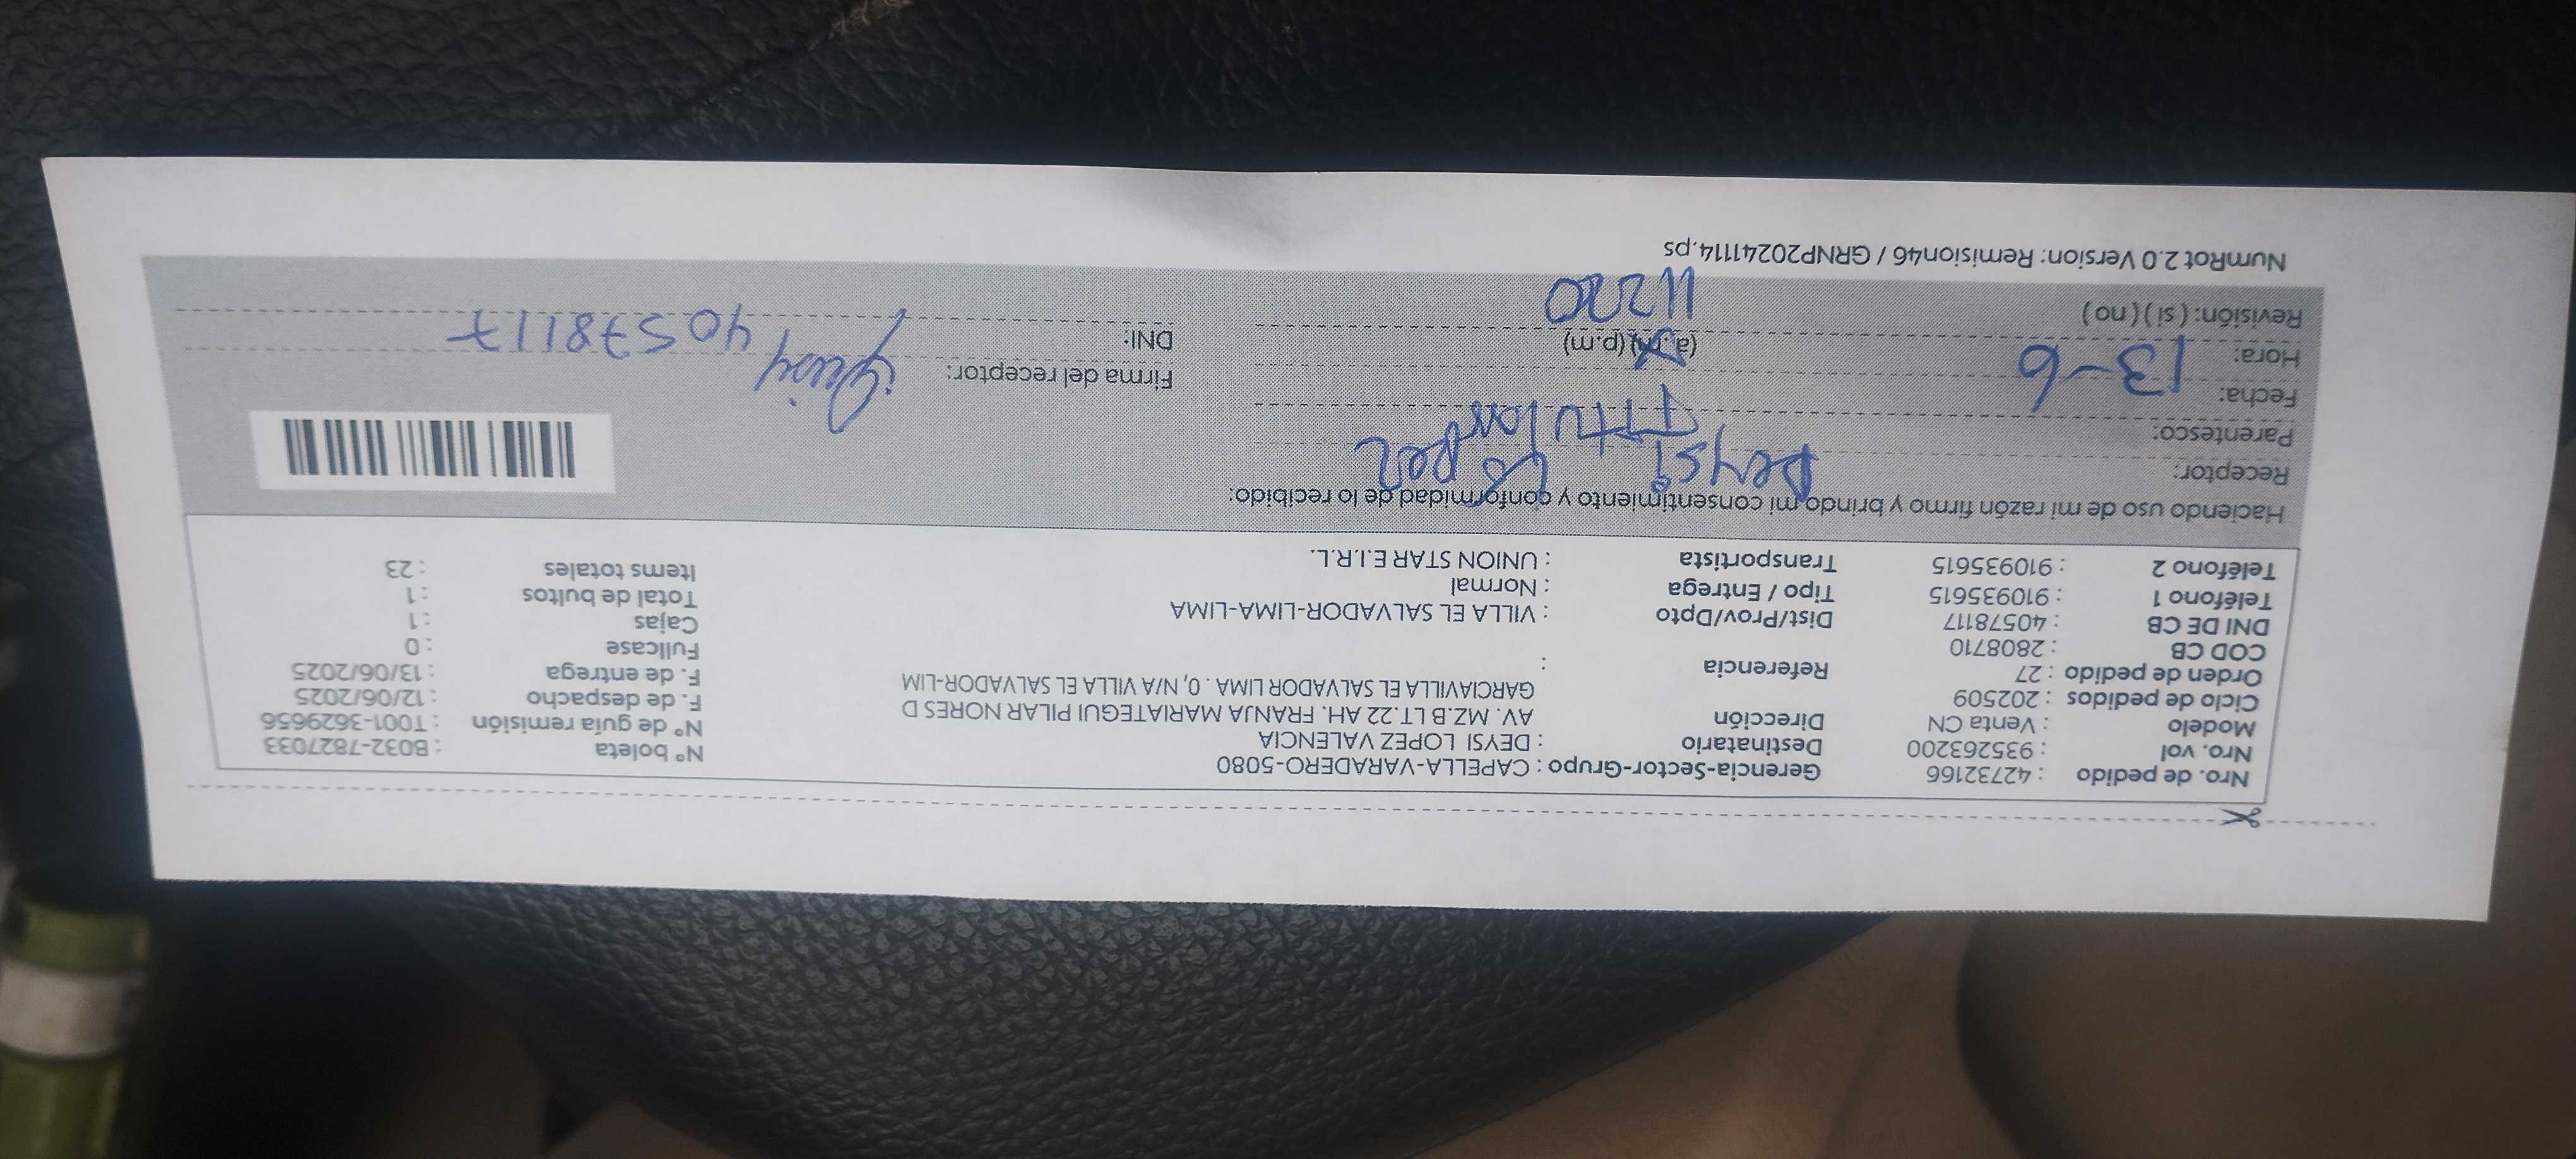 Nro. de pedido : 42732166 Gerencia-Sector-Grupo : CAPELLA-VARADERO-5080 Nº boleta : B032-7827033
Nro. vol : 935263200 Destinatario : DEYSI LOPEZ VALENCIA Nº de guía remisión : T001-3629656
Modelo : Venta CN Dirección AV. MZ.B LT.22 AH. FRANJA MARIATEGUI PILAR NORES D F. de despacho : 12/06/2025
Ciclo de pedidos : 202509 GARCIAVILLA EL SALVADOR LIMA . 0, N/A VILLA EL SALVADOR-LIM F. de entrega : 13/06/2025
Orden de pedido : 27 Referencia : Fullcase : 0
COD CB : 2808710 Cajas : 1
DNI DE CB : 40578117 Dist/Prov/Dpto : VILLA EL SALVADOR-LIMA-LIMA Total de bultos : 1
Teléfono 1 : 910935615 Tipo / Entrega : Normal Items totales : 23
Teléfono 2 : 910935615 Transportista : UNION STAR E.I.R.L.
Haciendo uso de mi razón firmo y brindo mi consentimiento y conformidad de lo recibido:
Receptor: Deysi Lopez
Parentesco: Titular
Fecha: 13-6 Firma del receptor:
Hora: (a.m) (p.m) DNI: 40578117
Revisión: (si) (no) 11220
NumRot 2.0 Version: Remision46 / GRNP20241114.ps